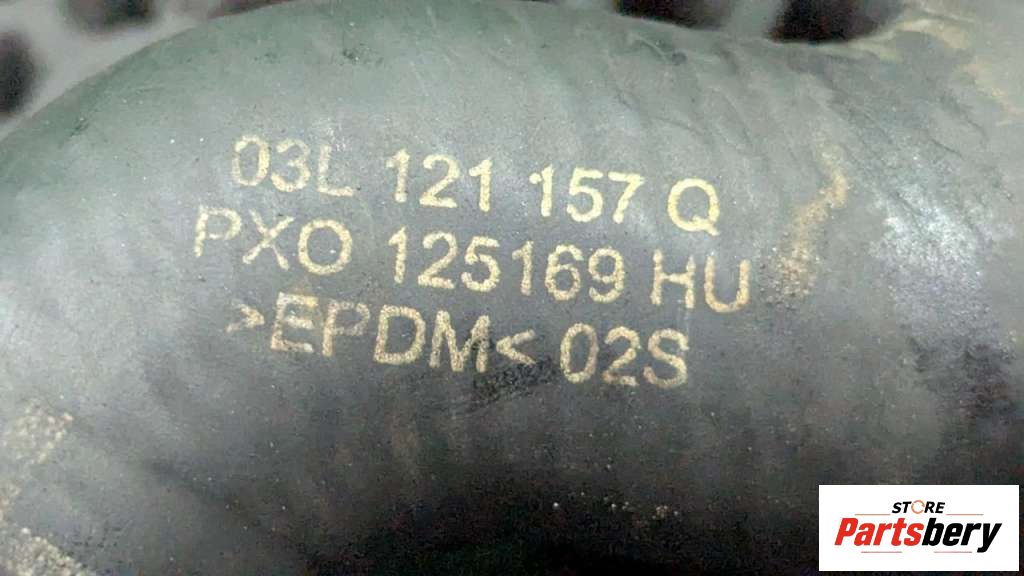 03L 121 157 Q
PXO 125169 HU
>EPDM< 02S
STORE
Partsbery